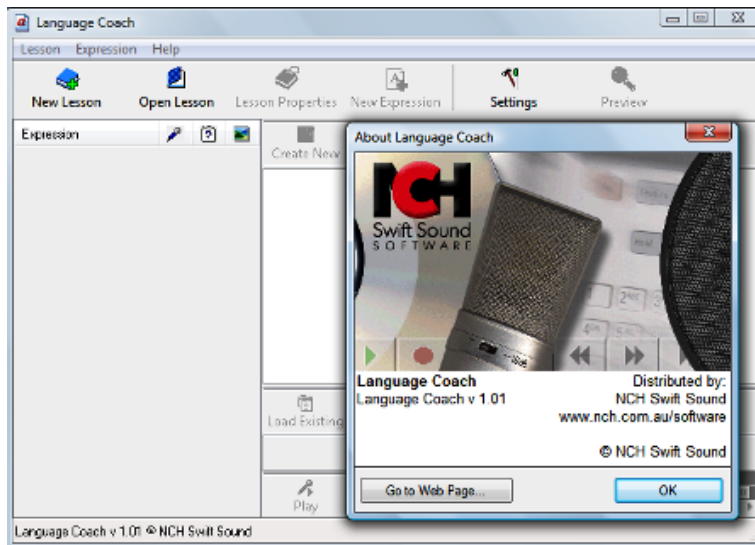 Language Coach
Lesson Expression Help
New Lesson Open Lesson Lesson Properties New Expression Settings Preview
Expression
Create New
About Language Coach
NCH
Swift Sound
SOFTWARE
Language Coach
Language Coach v 1.01
Distributed by:
NCH Swift Sound
www.nch.com.au/software
© NCH Swift Sound
Load Existing
Go to Web Page... OK
Play
Language Coach v 1.01 © NCH Swift Sound